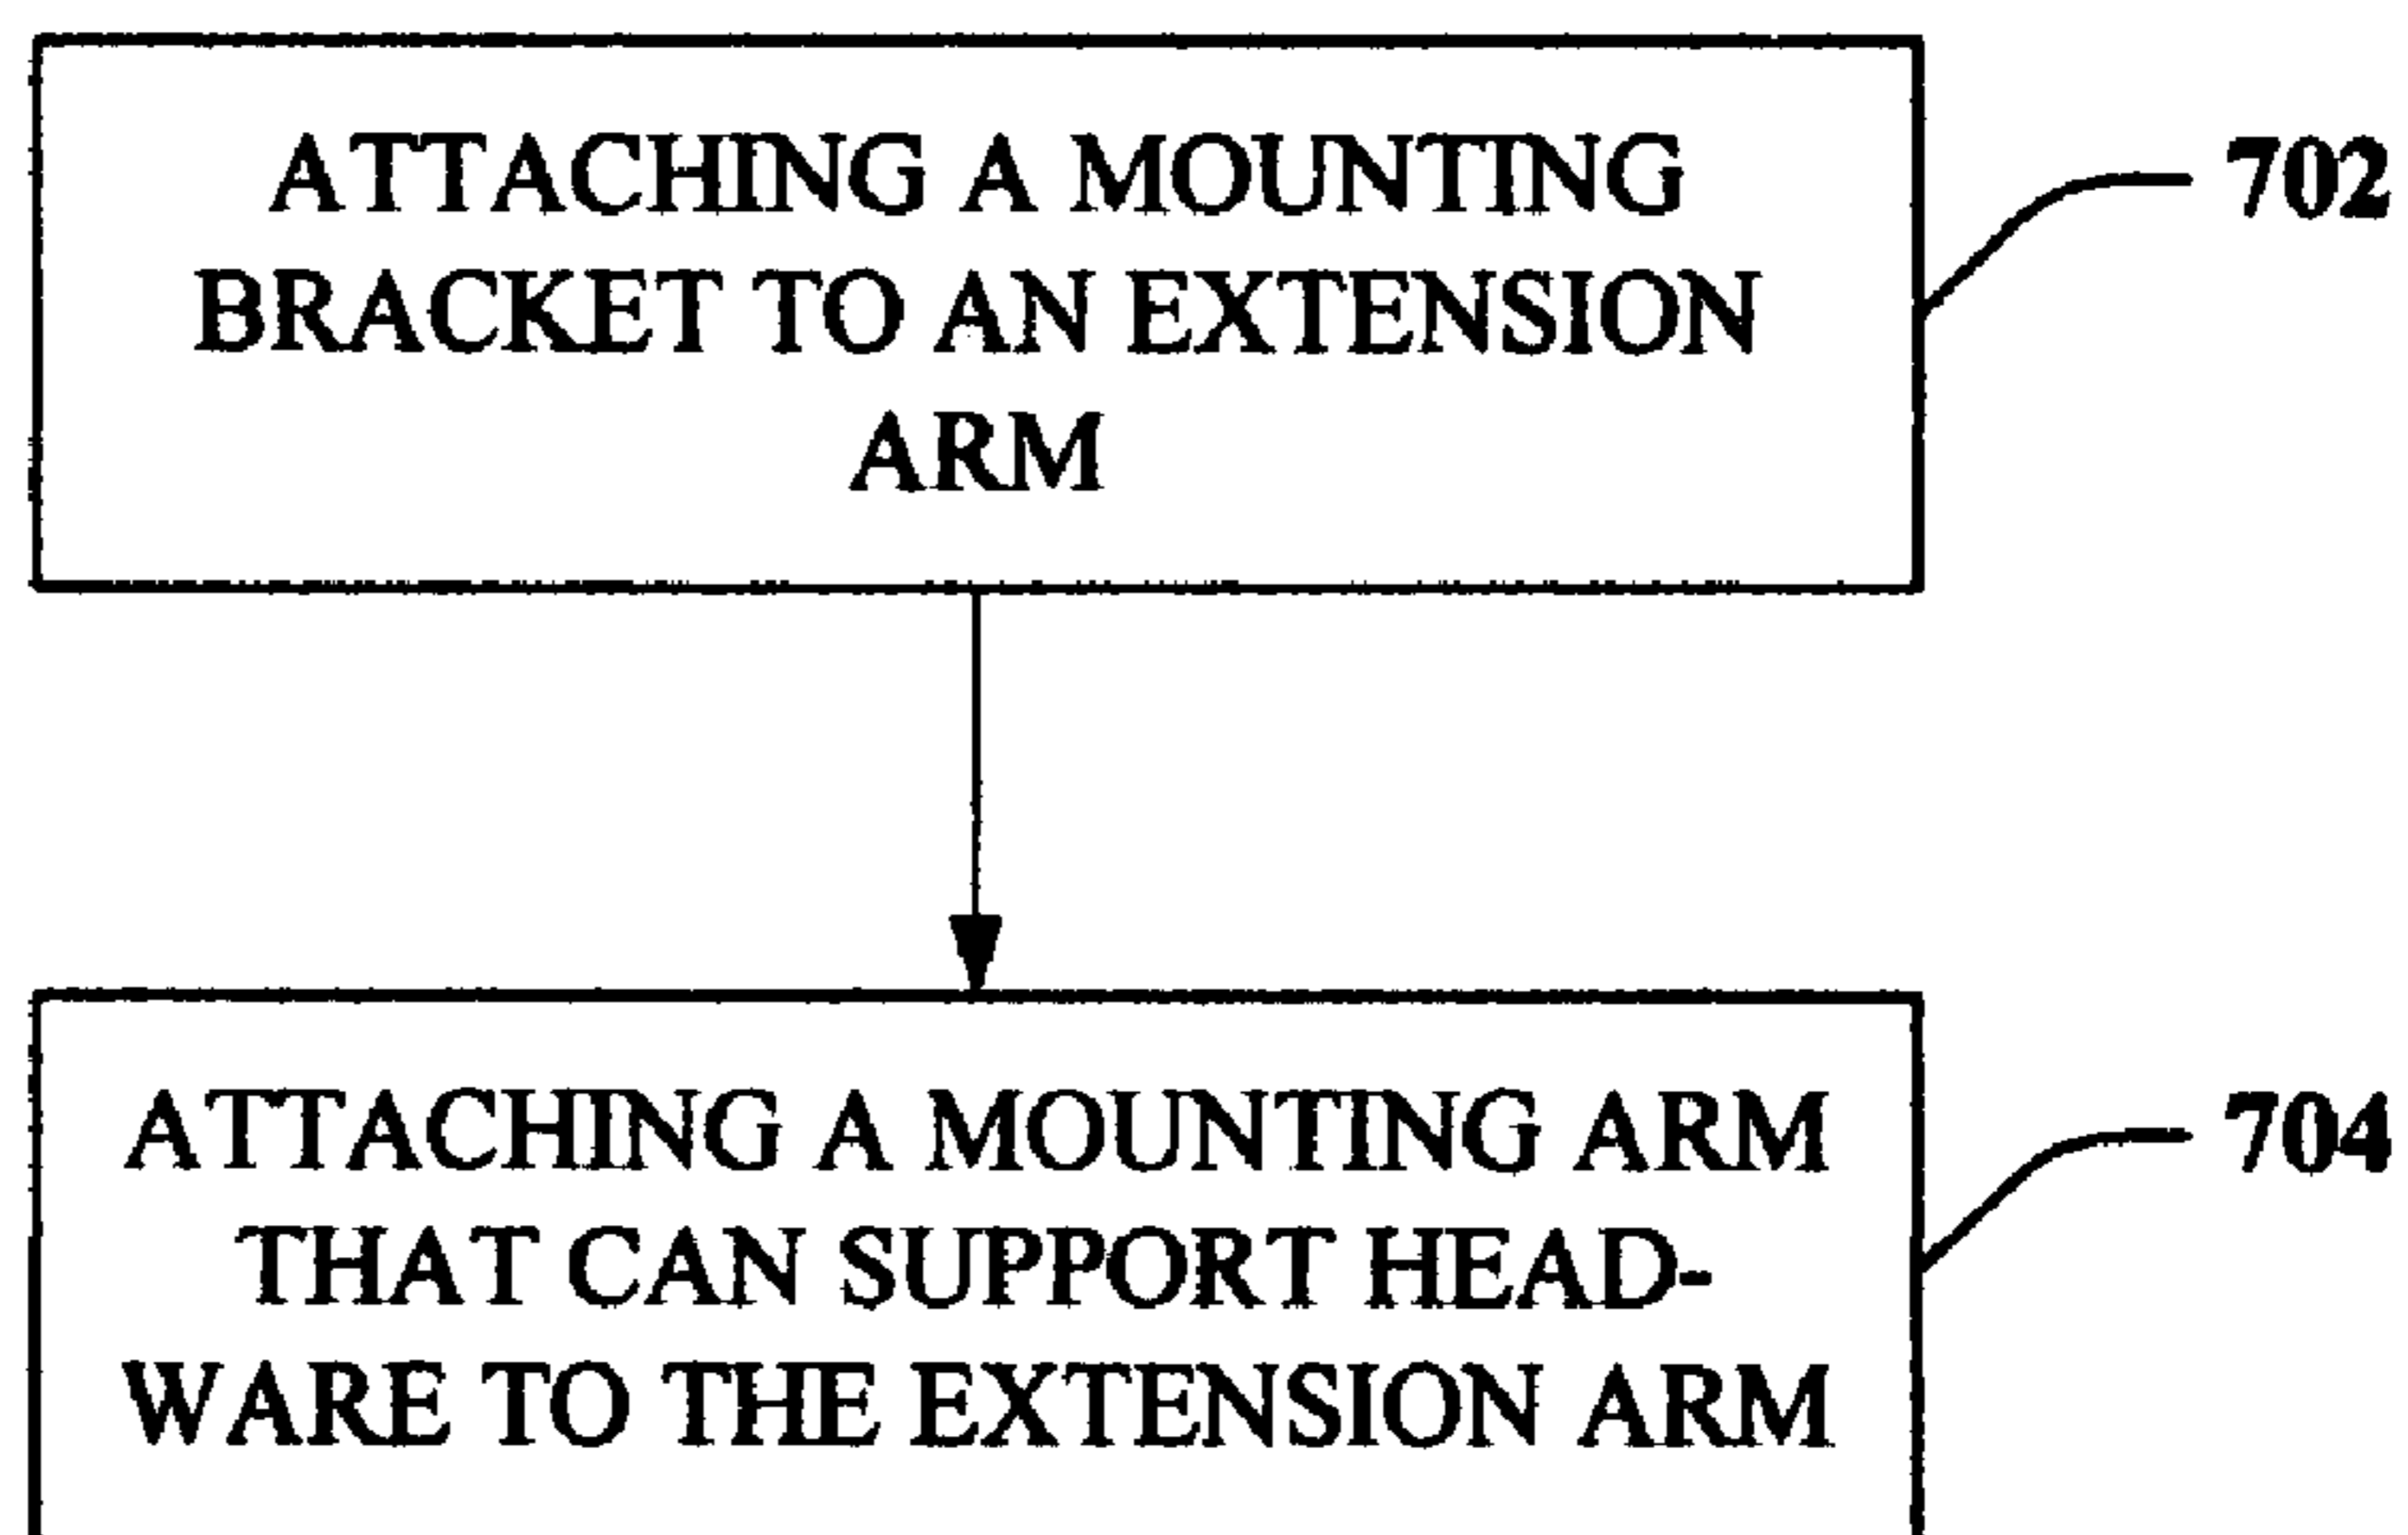 ATTACHING A MOUNTING
BRACKET TO AN EXTENSION
ARM
702
ATTACHING A MOUNTING ARM
THAT CAN SUPPORT HEAD-
WARE TO THE EXTENSION ARM
704